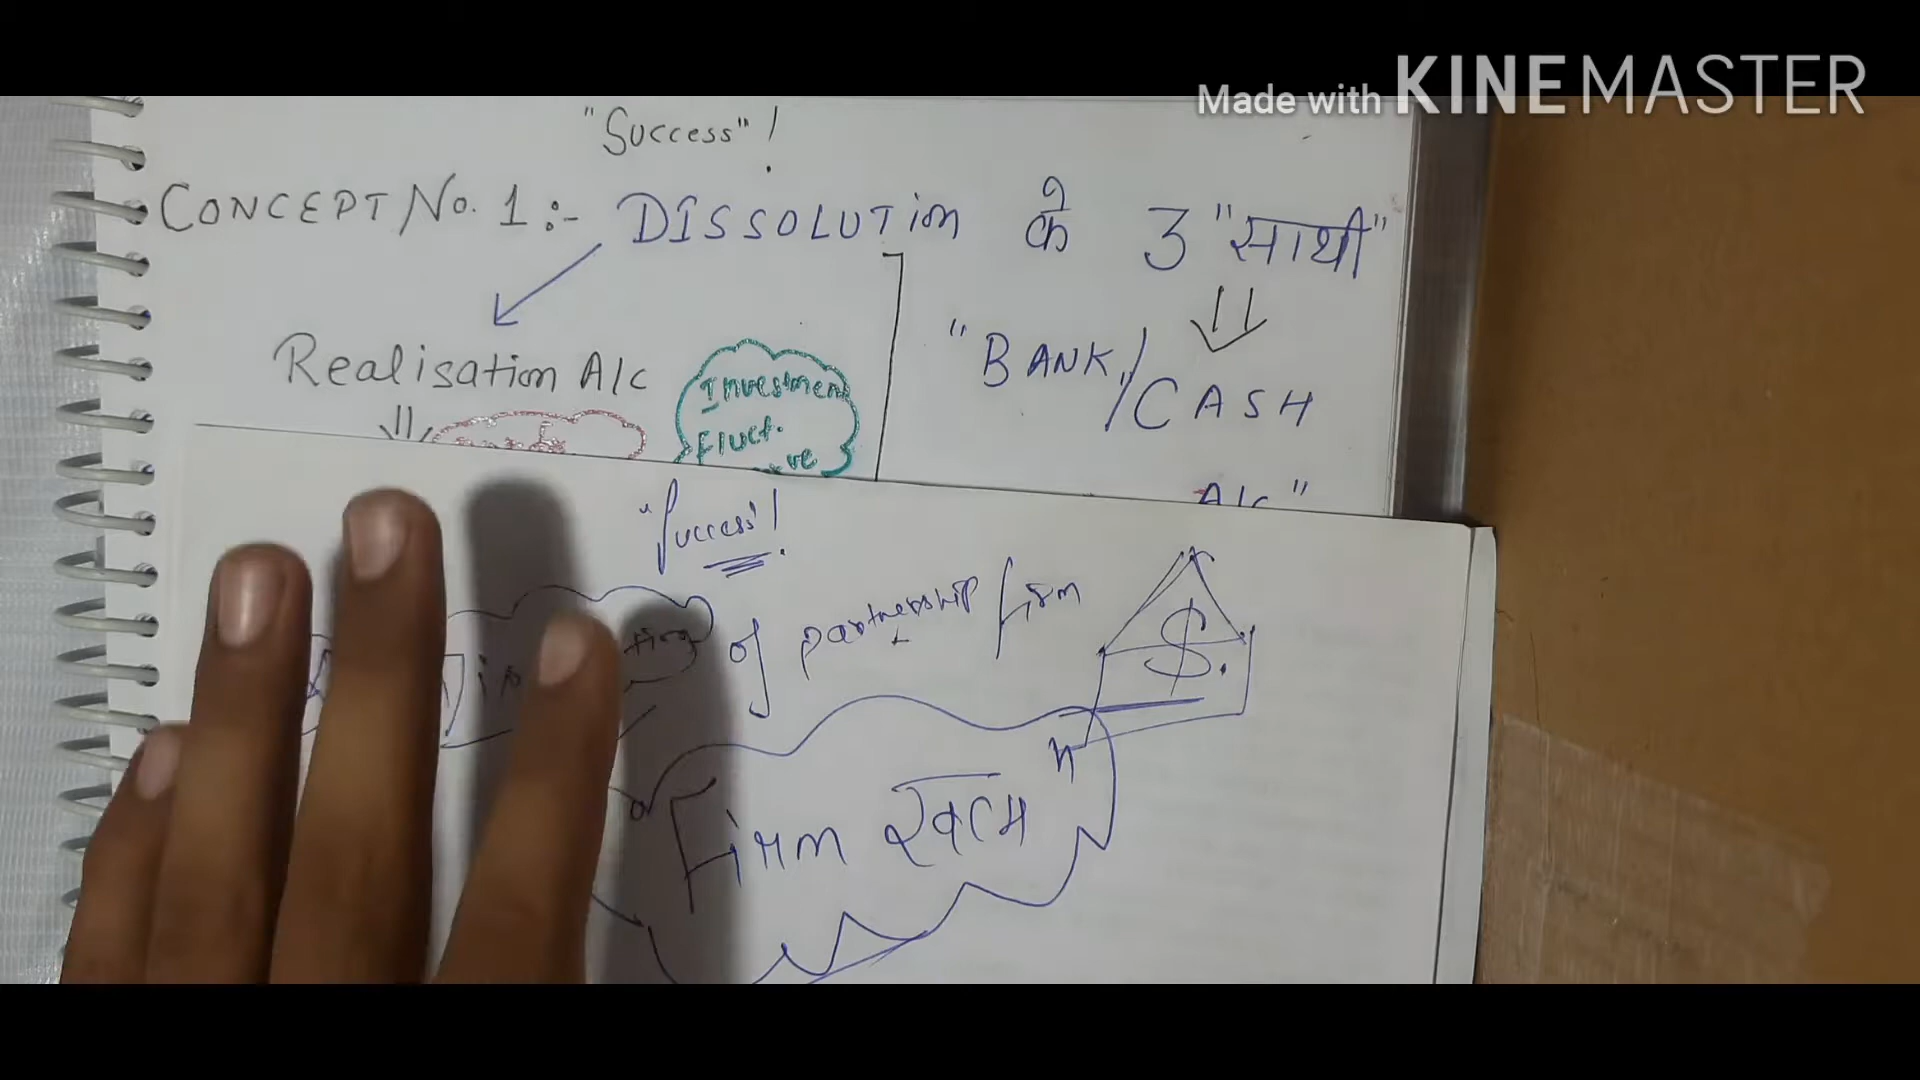 Made with KINEMASTER
"Success"!
CONCEPT No. 1:- DISSOLUTion के 3 "साथी"
Realisation A/c
"BANK/CASH
A/c"
Investment
Fluct.
"Success"!
of partnership firm
$.
Firm खत्म